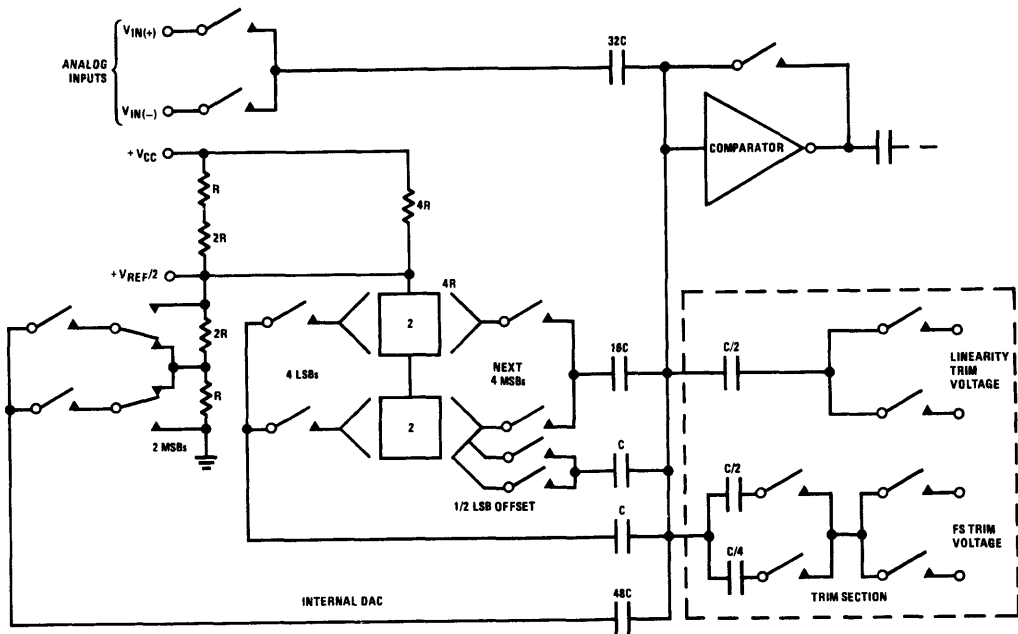 ANALOG
INPUTS
VIN(+)
VIN(−)
32C
COMPARATOR
+ VCC
R
2R
4R
+ VREF/2
2R
R
2 MSBs
4 LSBs
2
2
4R
NEXT
4 MSBs
16C
C
1/2 LSB OFFSET
C
INTERNAL DAC
48C
C/2
LINEARITY
TRIM
VOLTAGE
C/2
C/4
FS TRIM
VOLTAGE
TRIM SECTION